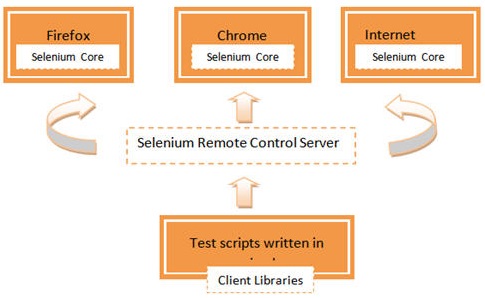 Firefox
Selenium Core
Chrome
Selenium Core
Internet
Selenium Core
Selenium Remote Control Server
Test scripts written in
Client Libraries